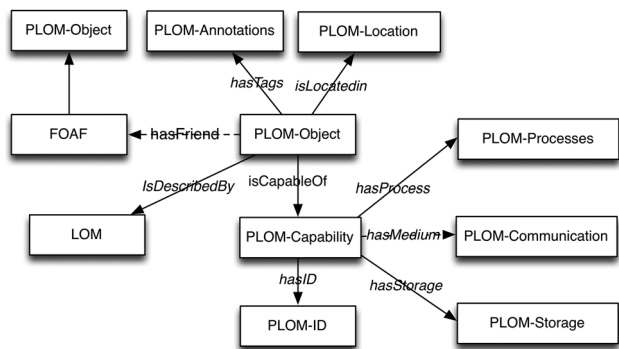 PLOM-Object
PLOM-Annotations
PLOM-Location
hasTags
isLocatedin
FOAF
hasFriend
PLOM-Object
PLOM-Processes
IsDescribedBy
isCapableOf
hasProcess
LOM
PLOM-Capability
hasMedium
PLOM-Communication
hasID
hasStorage
PLOM-ID
PLOM-Storage